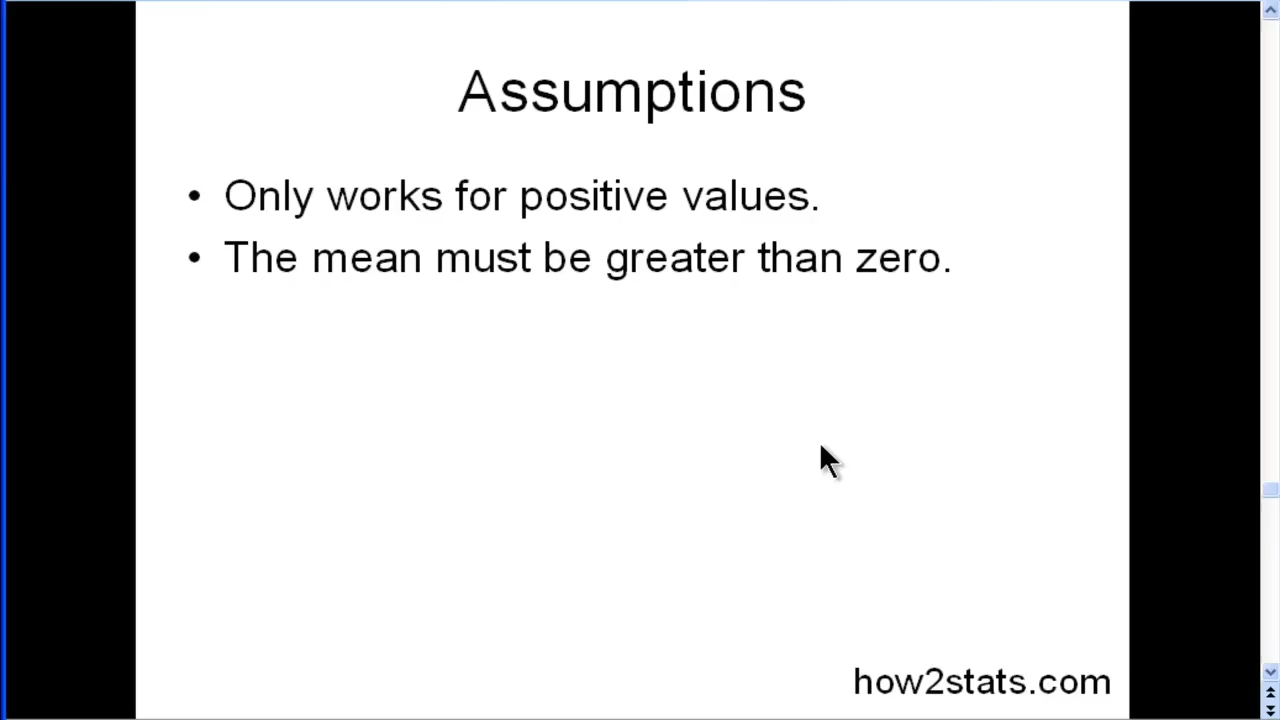 Assumptions
• Only works for positive values.
• The mean must be greater than zero.
how2stats.com